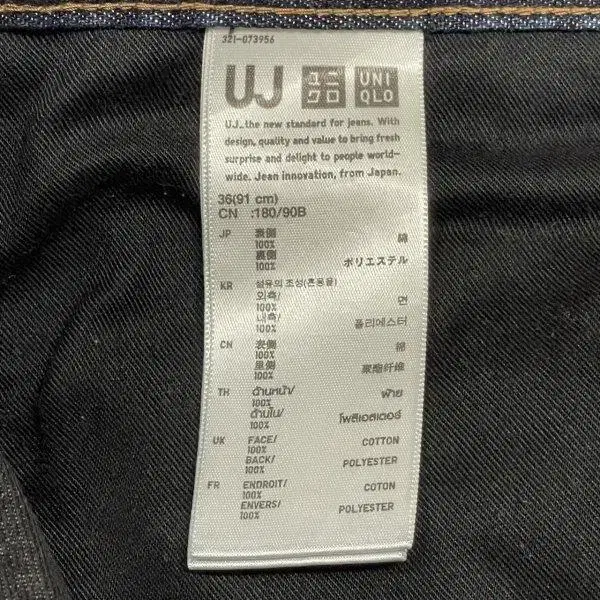 321-073956
UJ ユニクロ UNIQLO
UJ_the new standard for jeans. With
design, quality and value to bring fresh
surprise and delight to people world-
wide. Jean innovation, from Japan.
36(91 cm)
CN :180/90B
JP 表側 綿
100%
裏側 ポリエステル
100%
KR 섬유의 조성(혼용율)
외측/ 면
100%
내측/ 폴리에스터
100%
CN 表侧 棉
100%
里侧 聚酯纤维
100%
TH ด้านหน้า/ ฝ้าย
100%
ด้านใน/ โพลีเอสเตอร์
100%
UK FACE/ COTTON
100%
BACK/ POLYESTER
100%
FR ENDROIT/ COTON
100%
ENVERS/ POLYESTER
100%